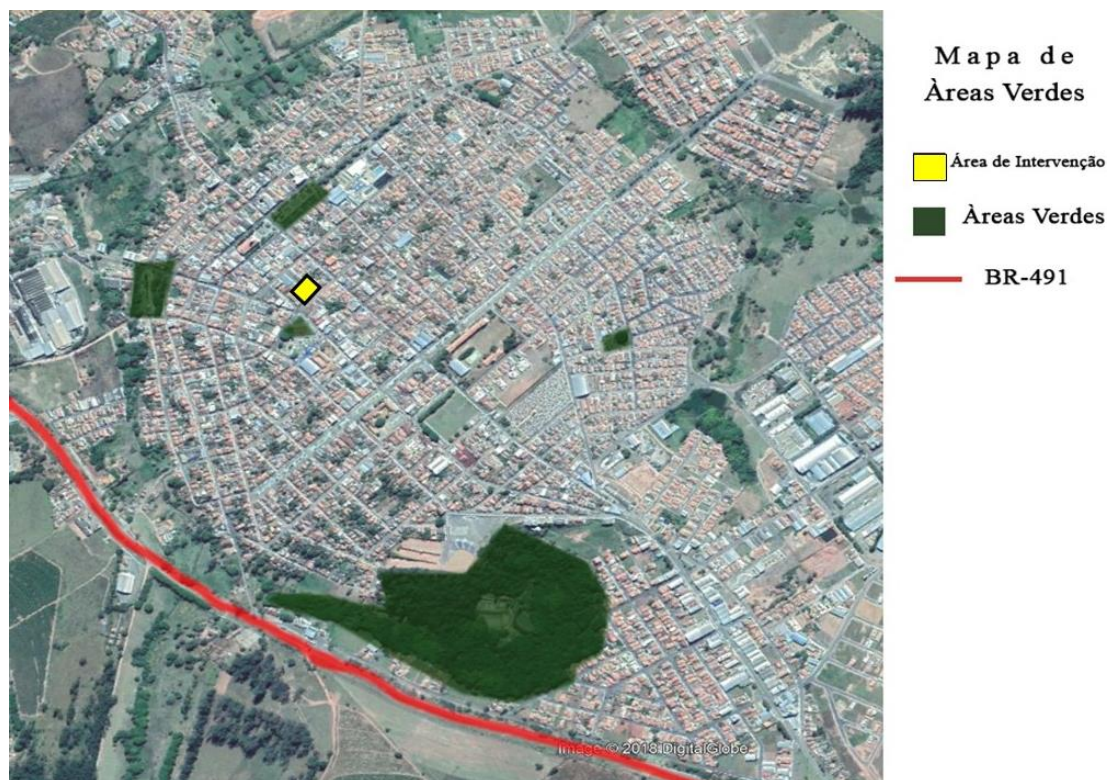 Mapa de
Àreas Verdes
Área de Intervenção
Àreas Verdes
BR-491
Image © 2018 DigitalGlobe